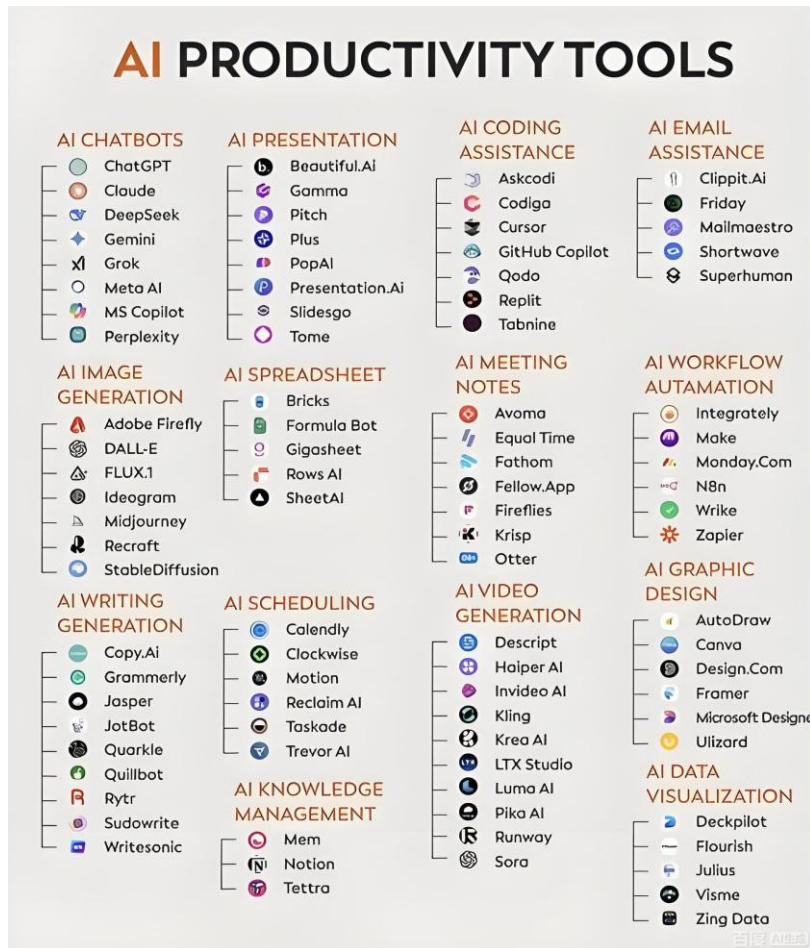 AI PRODUCTIVITY TOOLS
AI CHATBOTS
ChatGPT
Claude
DeepSeek
Gemini
Grok
Meta AI
MS Copilot
Perplexity
AI PRESENTATION
Beautiful.Ai
Gamma
Pitch
Plus
PopAI
Presentation.Ai
Slidesgo
Tome
AI CODING
ASSISTANCE
Askcodi
Codiga
Cursor
GitHub Copilot
Qodo
Replit
Tabnine
AI EMAIL
ASSISTANCE
Clippit.Ai
Friday
Mailmaestro
Shortwave
Superhuman
AI IMAGE
GENERATION
Adobe Firefly
DALL-E
FLUX.1
Ideogram
Midjourney
Recraft
StableDiffusion
AI SPREADSHEET
Bricks
Formula Bot
Gigasheet
Rows AI
SheetAI
AI MEETING
NOTES
Avoma
Equal Time
Fathom
Fellow.App
Fireflies
Krisp
Otter
AI WORKFLOW
AUTAMATION
Integrately
Make
Monday.Com
N8n
Wrike
Zapier
AI WRITING
GENERATION
Copy.Ai
Grammerly
Jasper
JotBot
Quarkle
Quillbot
Rytr
Sudowrite
Writesonic
AI SCHEDULING
Calendly
Clockwise
Motion
Reclaim AI
Taskade
Trevor AI
AI KNOWLEDGE
MANAGEMENT
Mem
Notion
Tettra
AI VIDEO
GENERATION
Descript
Haiper AI
Invideo AI
Kling
Krea AI
LTX Studio
Luma AI
Pika AI
Runway
Sora
AI GRAPHIC
DESIGN
AutoDraw
Canva
Design.Com
Framer
Microsoft Designe
Ulizard
AI DATA
VISUALIZATION
Deckpilot
Flourish
Julius
Visme
Zing Data